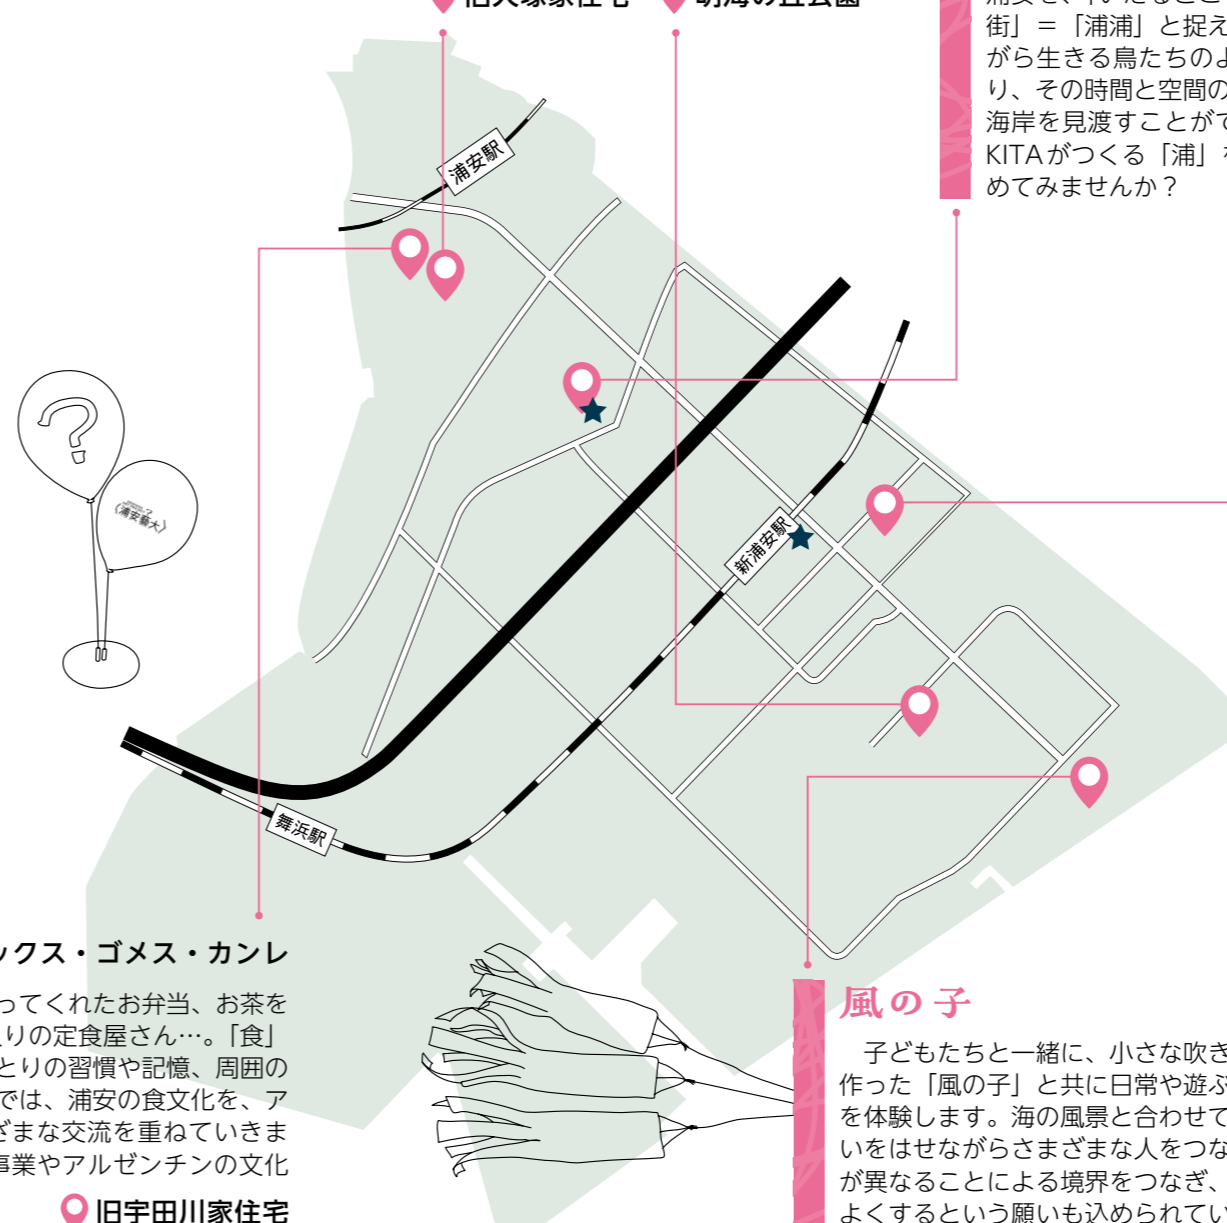 旧大塚家住宅
明海の丘公園
街」＝「浦浦」と捉え
がら生きる鳥たちのよ
り、その時間と空間の
海岸を見渡すことがで
KITAがつくる「浦」を
めてみませんか？
浦安駅
?
〈浦安藝大〉
新浦安駅
舞浜駅
ックス・ゴメス・カンレ
ってくれたお弁当、お茶を
りの定食屋さん…。「食」
とりの習慣や記憶、周囲の
では、浦安の食文化を、ア
ざまな交流を重ねていきま
事業やアルゼンチンの文化
旧宇田川家住宅
風の子
子どもたちと一緒に、小さな吹き
作った「風の子」と共に日常や遊ぶ
を体験します。海の風景と合わせて
いをはせながらさまざまな人をつな
が異なることによる境界をつなぎ、
よくするという願いも込められてい